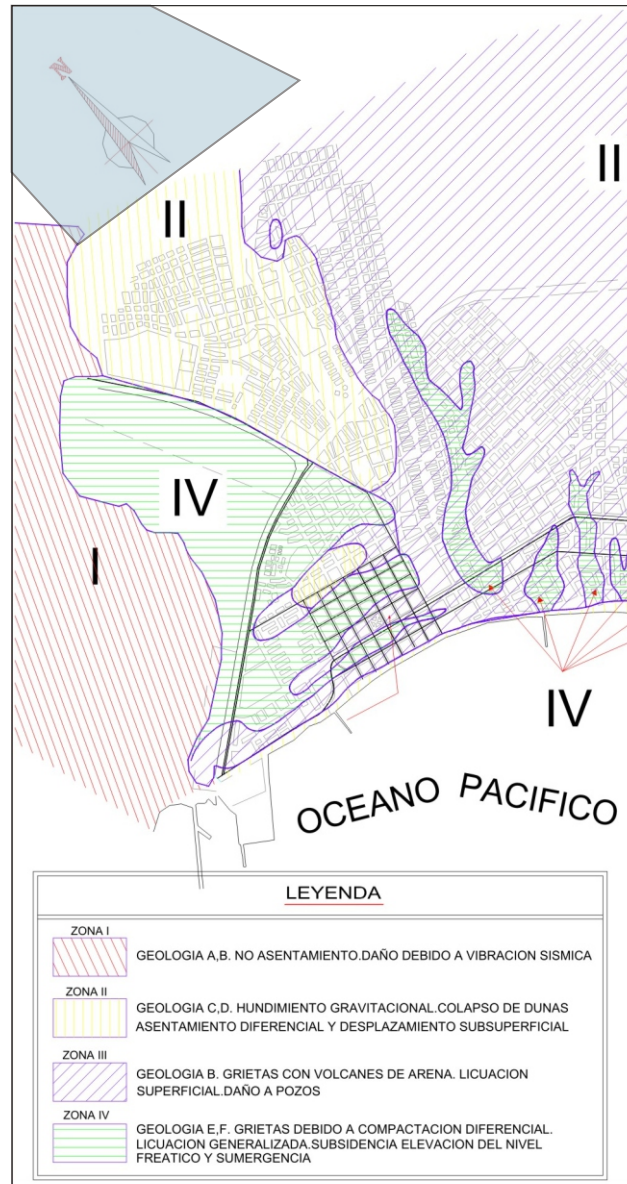 N
II
II
IV
I
IV
OCEANO PACIFICO
LEYENDA
ZONA I
GEOLOGIA A,B. NO ASENTAMIENTO.DAÑO DEBIDO A VIBRACION SISMICA
ZONA II
GEOLOGIA C,D. HUNDIMIENTO GRAVITACIONAL.COLAPSO DE DUNAS
ASENTAMIENTO DIFERENCIAL Y DESPLAZAMIENTO SUBSUPERFICIAL
ZONA III
GEOLOGIA B. GRIETAS CON VOLCANES DE ARENA. LICUACION
SUPERFICIAL.DAÑO A POZOS
ZONA IV
GEOLOGIA E,F. GRIETAS DEBIDO A COMPACTACION DIFERENCIAL.
LICUACION GENERALIZADA.SUBSIDENCIA ELEVACION DEL NIVEL
FREATICO Y SUMERGENCIA